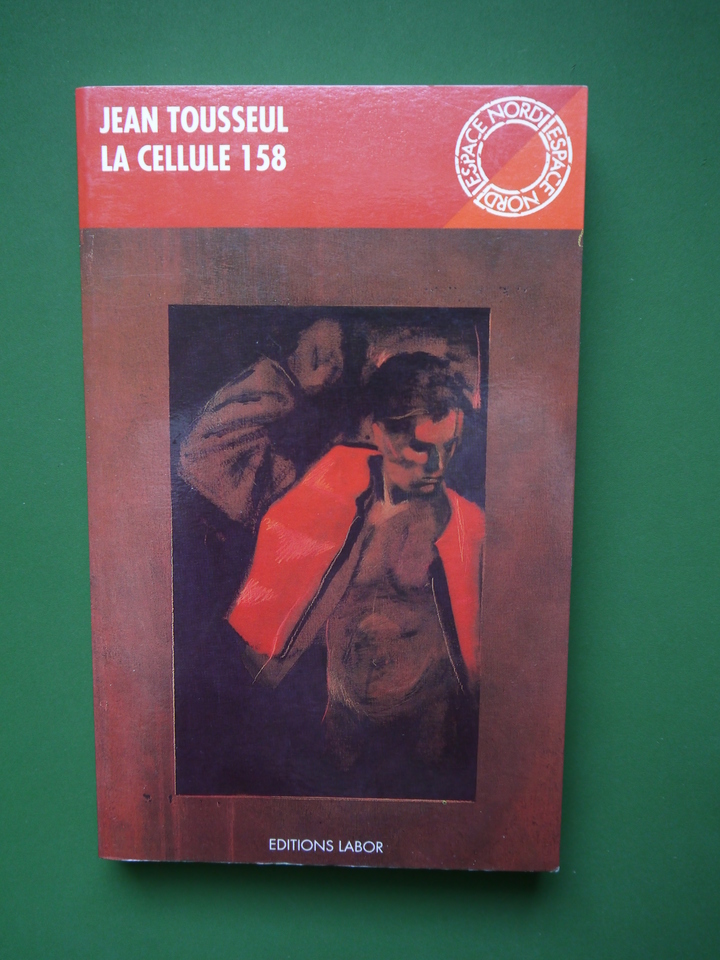 JEAN TOUSSEUL
LA CELLULE 158
ESPACE NORD
ESPACE NORD
EDITIONS LABOR